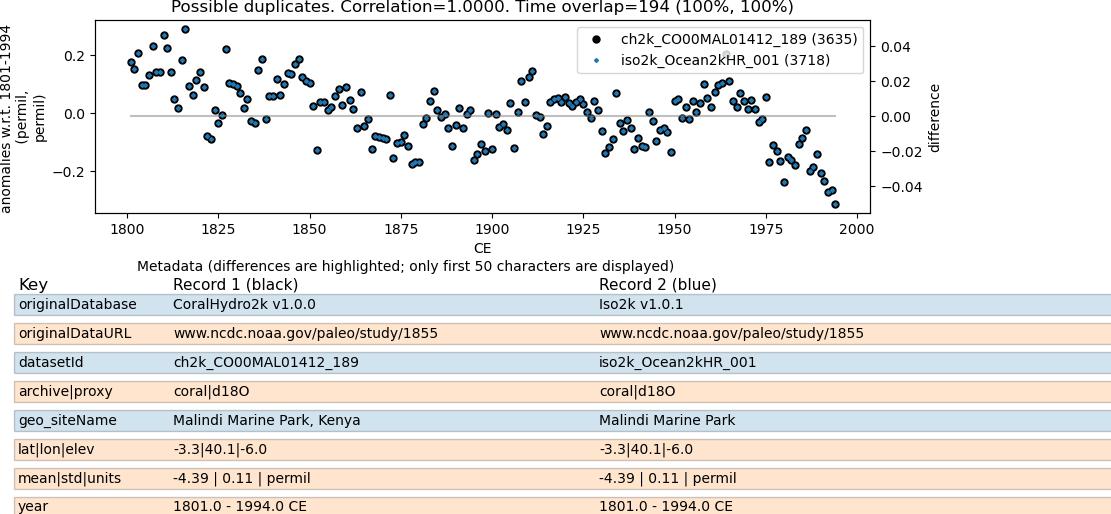 Possible duplicates. Correlation=1.0000. Time overlap=194 (100%, 100%)
anomalies w.r.t. 1801-1994
(permil,
permil)
0.2
0.0
−0.2
ch2k_CO00MAL01412_189 (3635)
iso2k_Ocean2kHR_001 (3718)
0.04
0.02
0.00
−0.02
−0.04
difference
1800 1825 1850 1875 1900 1925 1950 1975 2000
CE
Metadata (differences are highlighted; only first 50 characters are displayed)
Key Record 1 (black) Record 2 (blue)
originalDatabase CoralHydro2k v1.0.0 Iso2k v1.0.1
originalDataURL www.ncdc.noaa.gov/paleo/study/1855 www.ncdc.noaa.gov/paleo/study/1855
datasetId ch2k_CO00MAL01412_189 iso2k_Ocean2kHR_001
archive|proxy coral|d18O coral|d18O
geo_siteName Malindi Marine Park, Kenya Malindi Marine Park
lat|lon|elev -3.3|40.1|-6.0 -3.3|40.1|-6.0
mean|std|units -4.39 | 0.11 | permil -4.39 | 0.11 | permil
year 1801.0 - 1994.0 CE 1801.0 - 1994.0 CE